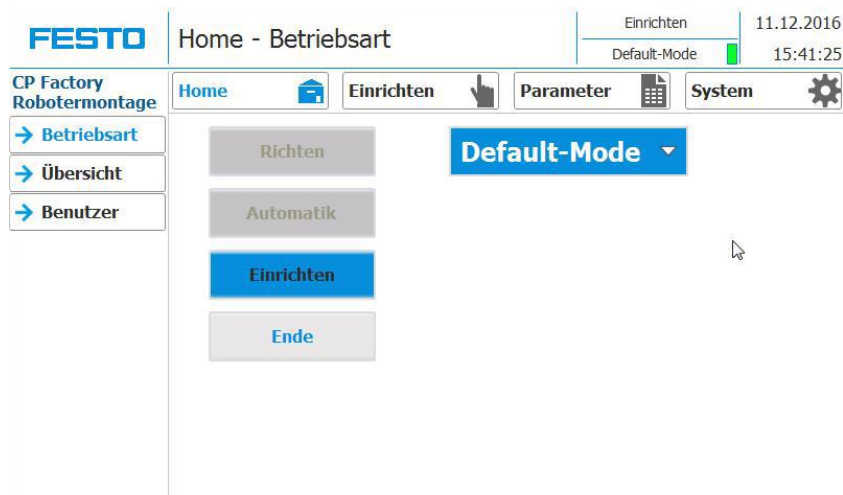 FESTO
Home - Betriebsart
Einrichten
Default-Mode
11.12.2016
15:41:25
CP Factory
Robotermontage
Home
Einrichten
Parameter
System
Betriebsart
Übersicht
Benutzer
Richten
Automatik
Einrichten
Ende
Default-Mode